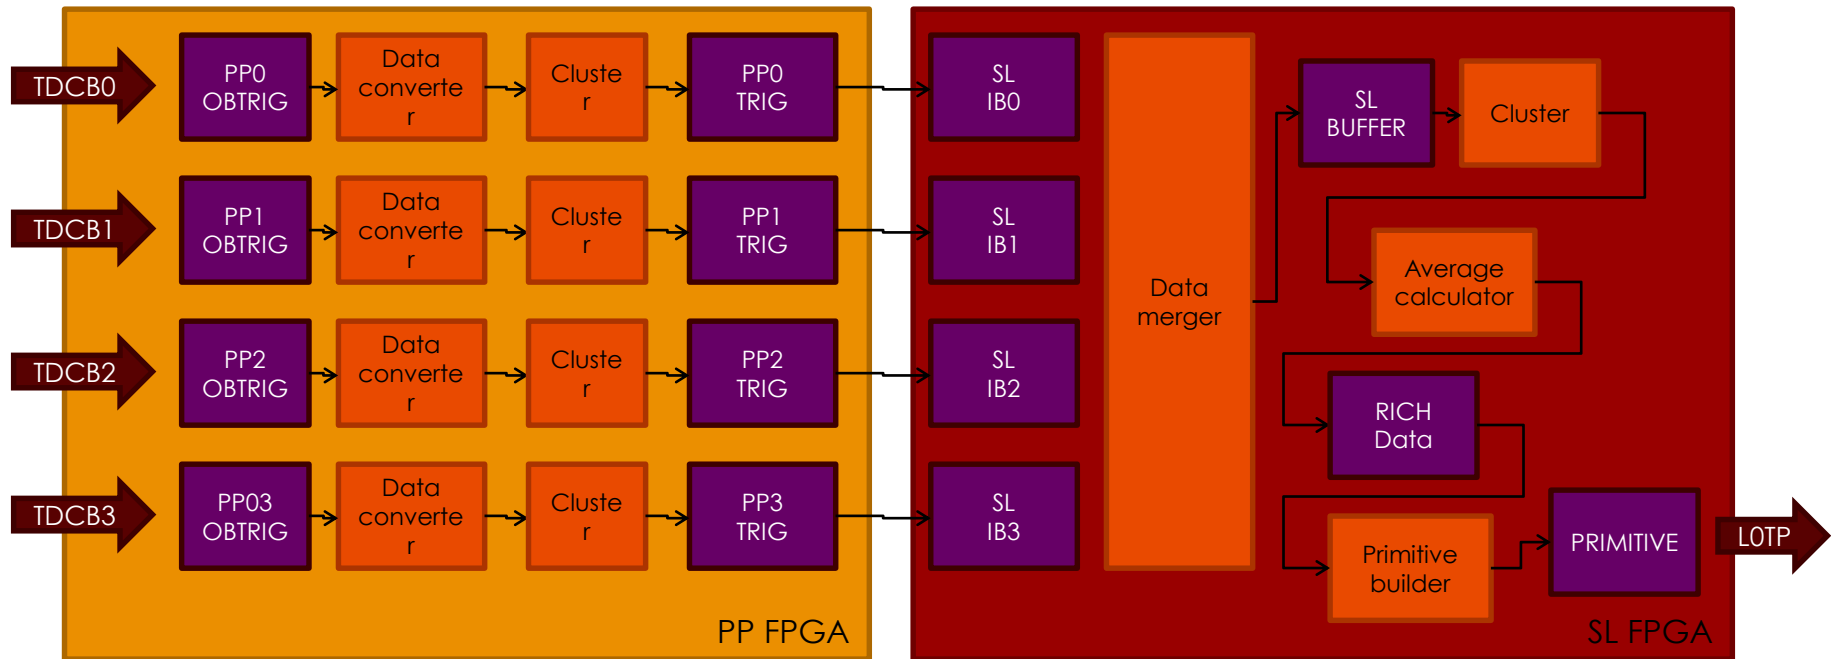 TDCB0
PP0
OBTRIG
Data
converte
r
Cluste
r
PP0
TRIG
SL
IB0
TDCB1
PP1
OBTRIG
Data
converte
r
Cluste
r
PP1
TRIG
SL
IB1
TDCB2
PP2
OBTRIG
Data
converte
r
Cluste
r
PP2
TRIG
SL
IB2
TDCB3
PP03
OBTRIG
Data
converte
r
Cluste
r
PP3
TRIG
SL
IB3
PP FPGA
Data
merger
SL
BUFFER
Cluster
Average
calculator
RICH
Data
Primitive
builder
PRIMITIVE
L0TP
SL FPGA